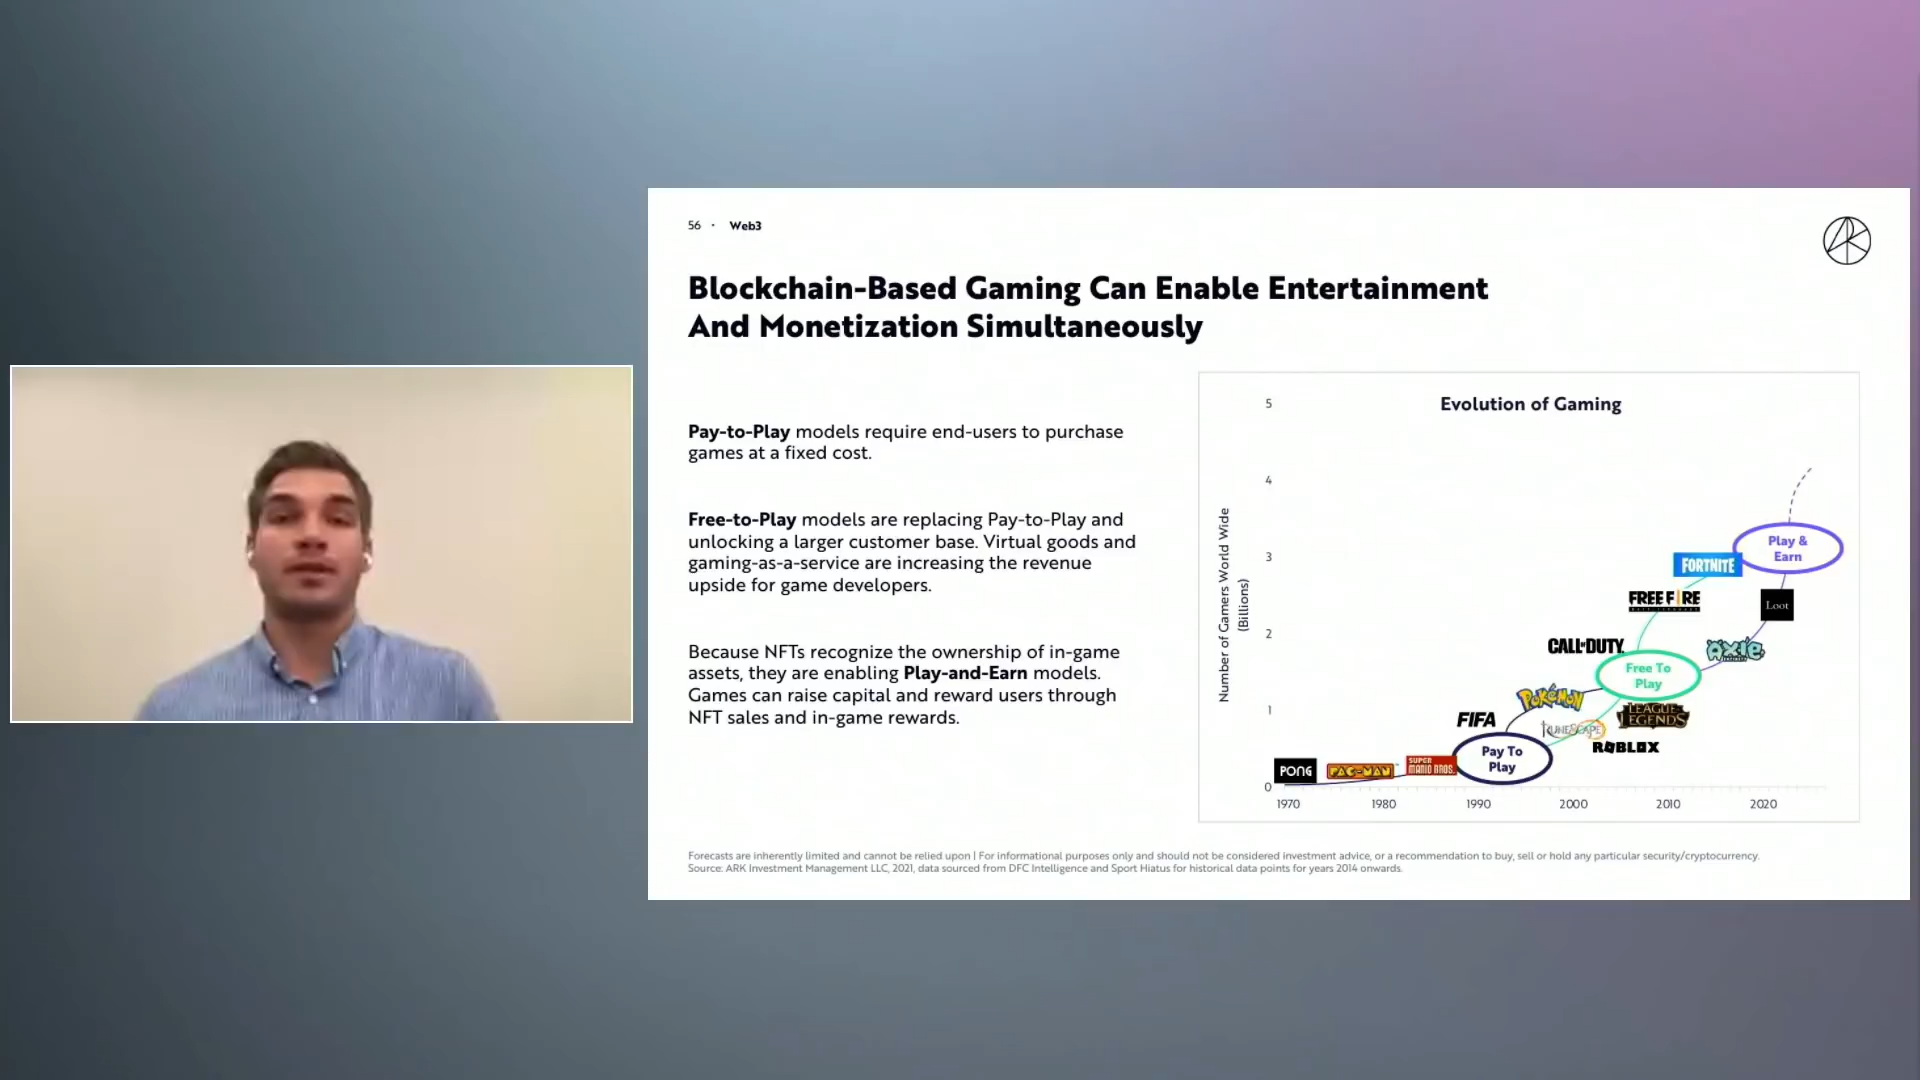 56 · Web3
Blockchain-Based Gaming Can Enable Entertainment
And Monetization Simultaneously
Pay-to-Play models require end-users to purchase
games at a fixed cost.
Free-to-Play models are replacing Pay-to-Play and
unlocking a larger customer base. Virtual goods and
gaming-as-a-service are increasing the revenue
upside for game developers.
Because NFTs recognize the ownership of in-game
assets, they are enabling Play-and-Earn models.
Games can raise capital and reward users through
NFT sales and in-game rewards.
Evolution of Gaming
Number of Gamers World Wide
(Billions)
5
4
3
2
1
0
Play &
Earn
FORTNITE
FREE FIRE
Loot
CALL OF DUTY
AXIE
Free To
Play
POKéMON
FIFA
RUNESCAPE
LEAGUE
LEGENDS
ROBLOX
Pay To
Play
PONG
PAC-MAN
SUPER
MARIO BROS.
1970
1980
1990
2000
2010
2020
Forecasts are inherently limited and cannot be relied upon | For informational purposes only and should not be considered investment advice, or a recommendation to buy, sell or hold any particular security/cryptocurrency.
Source: ARK Investment Management LLC, 2021, data sourced from DFC Intelligence and Sport Hiatus for historical data points for years 2014 onwards.